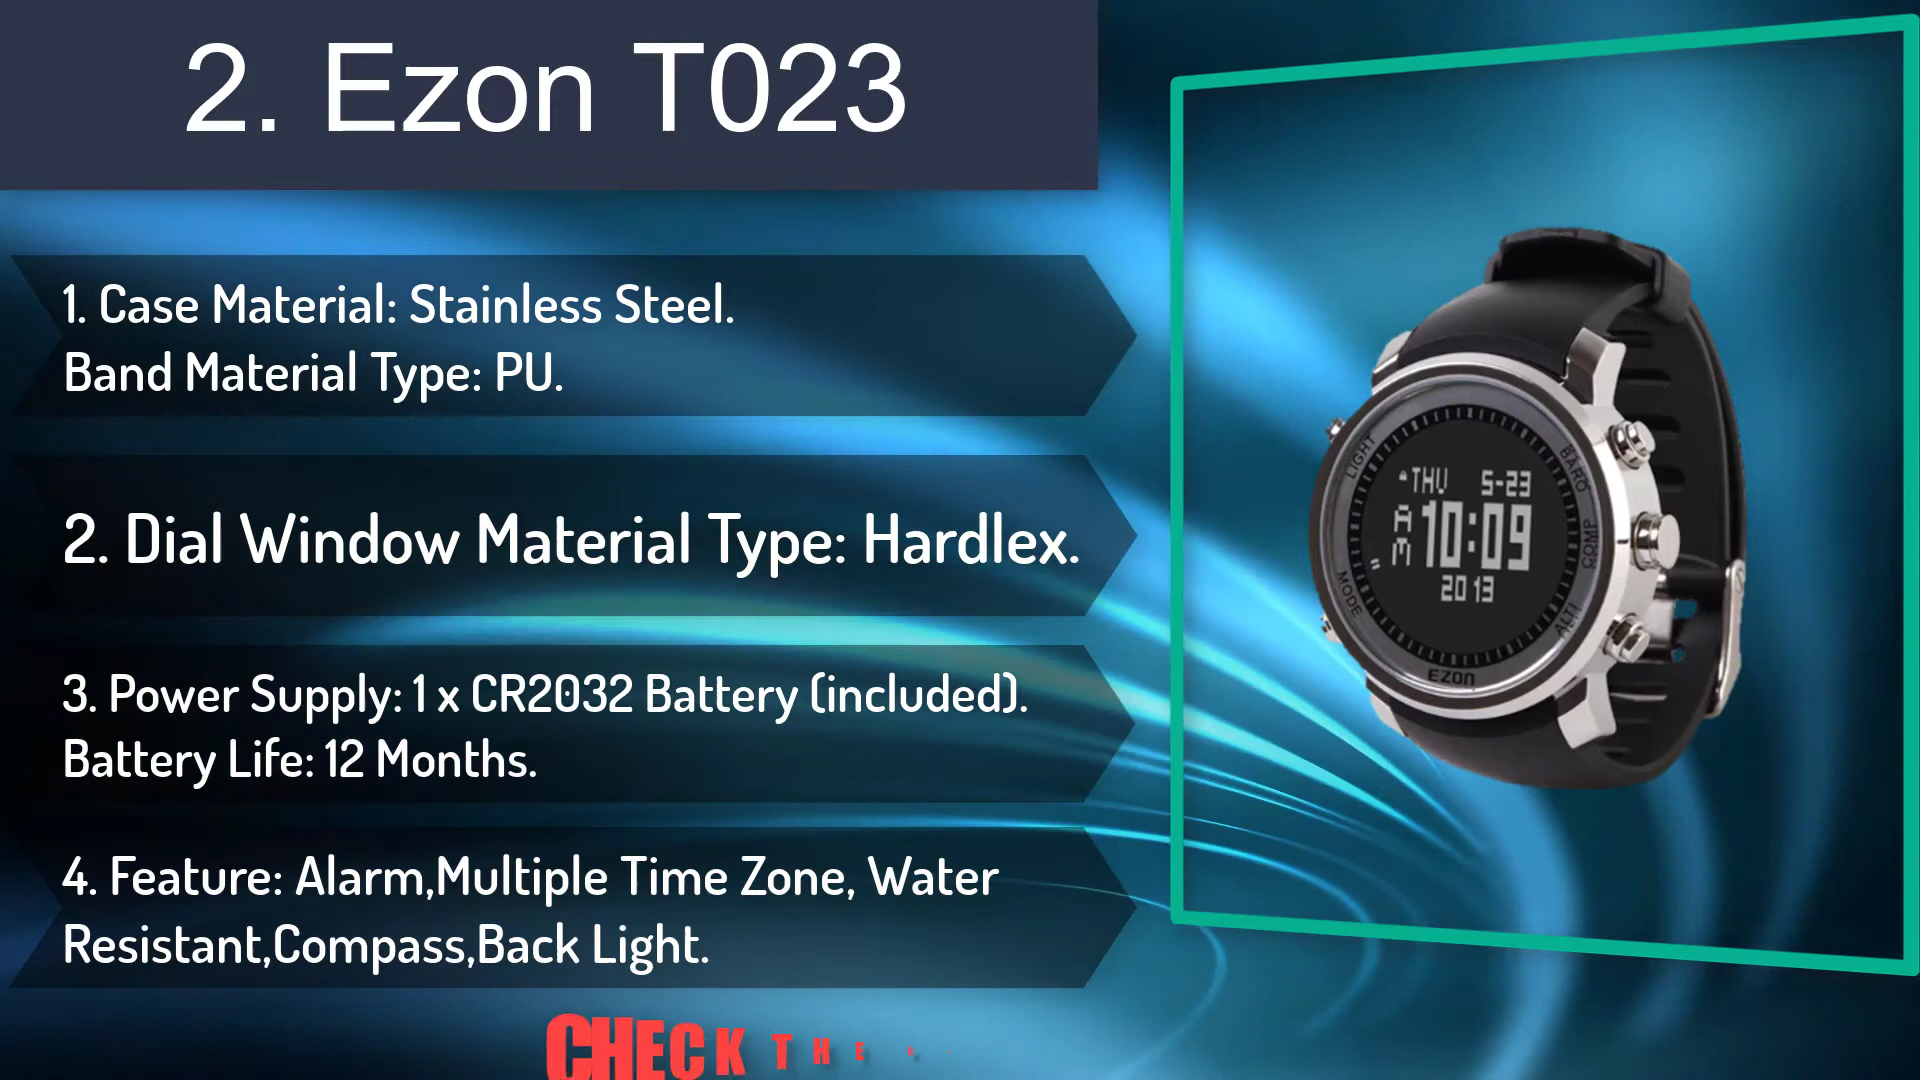 2. Ezon T023
1. Case Material: Stainless Steel.
Band Material Type: PU.
2. Dial Window Material Type: Hardlex.
3. Power Supply: 1 x CR2032 Battery (included).
Battery Life: 12 Months.
4. Feature: Alarm,Multiple Time Zone, Water
Resistant,Compass,Back Light.
LIGHT
BARO
THU 5-23
AM 10:09
2013
COMP
MODE
ALTI
EZON
CHECK THE